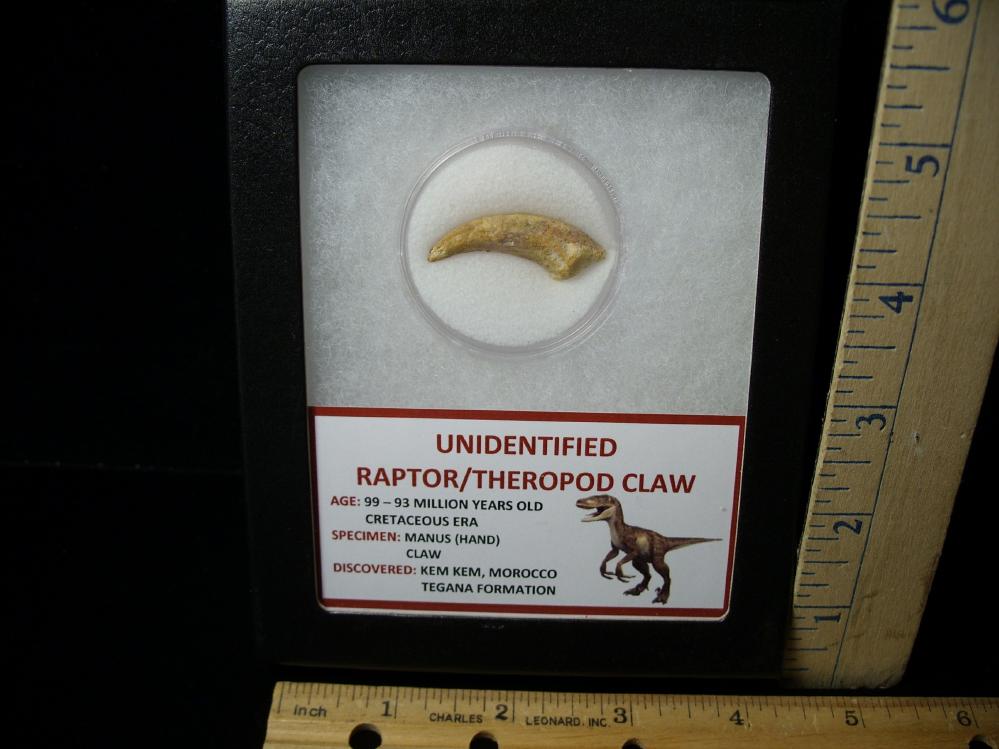 UNIDENTIFIED
RAPTOR/THEROPOD CLAW
AGE: 99 – 93 MILLION YEARS OLD
CRETACEOUS ERA
SPECIMEN: MANUS (HAND)
CLAW
DISCOVERED: KEM KEM, MOROCCO
TEGANA FORMATION
6
5
4
3
2
1
inch 1 CHARLES 2 LEONARD. INC. 3 4 5 6